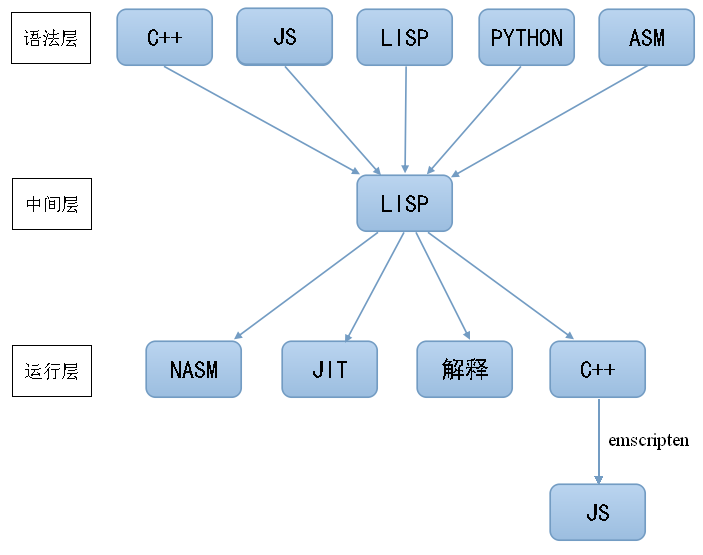 语法层
C++
JS
LISP
PYTHON
ASM
中间层
LISP
运行层
NASM
JIT
解释
C++
emscripten
JS